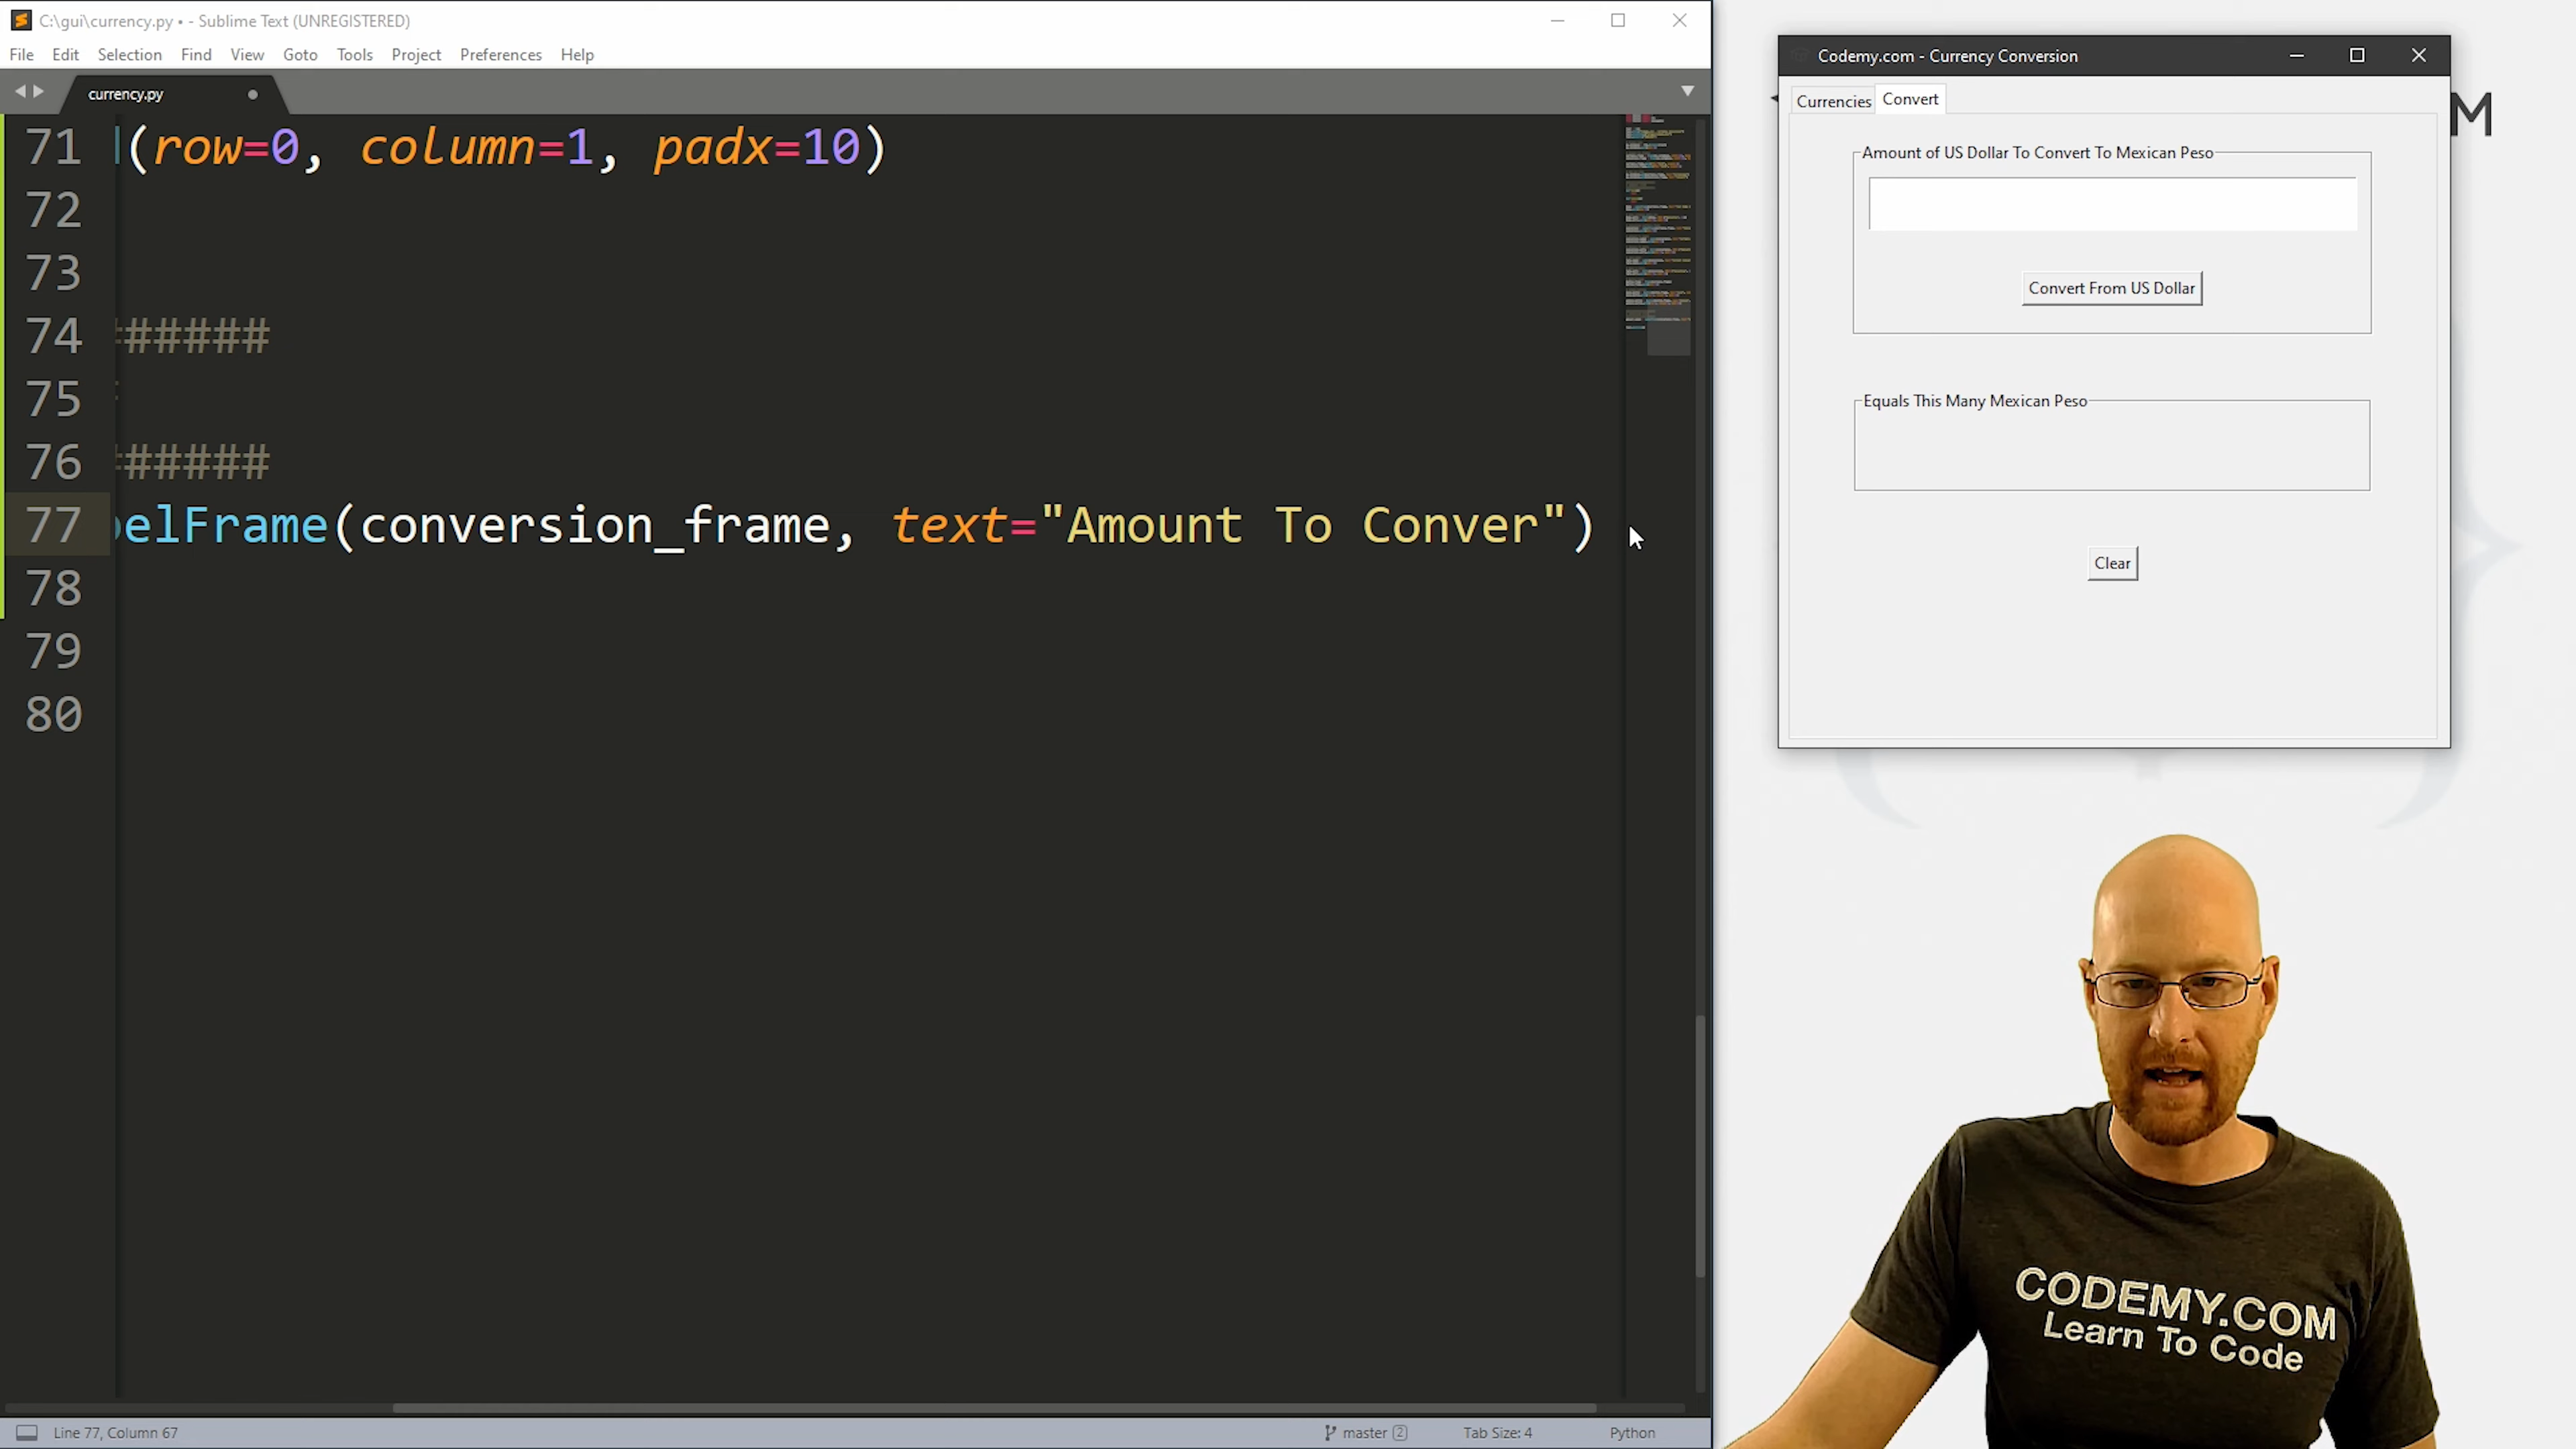 C:\gui\currency.py • - Sublime Text (UNREGISTERED)
File Edit Selection Find View Goto Tools Project Preferences Help
currency.py
71 (row=0, column=1, padx=10)
72
73
74 ######
75
76 ######
77 elFrame(conversion_frame, text="Amount To Conver")
78
79
80
Line 77, Column 67
master 2
Tab Size: 4
Python
Codemy.com - Currency Conversion
Currencies Convert
Amount of US Dollar To Convert To Mexican Peso
Convert From US Dollar
Equals This Many Mexican Peso
Clear
M
CODEMY.COM
Learn To Code